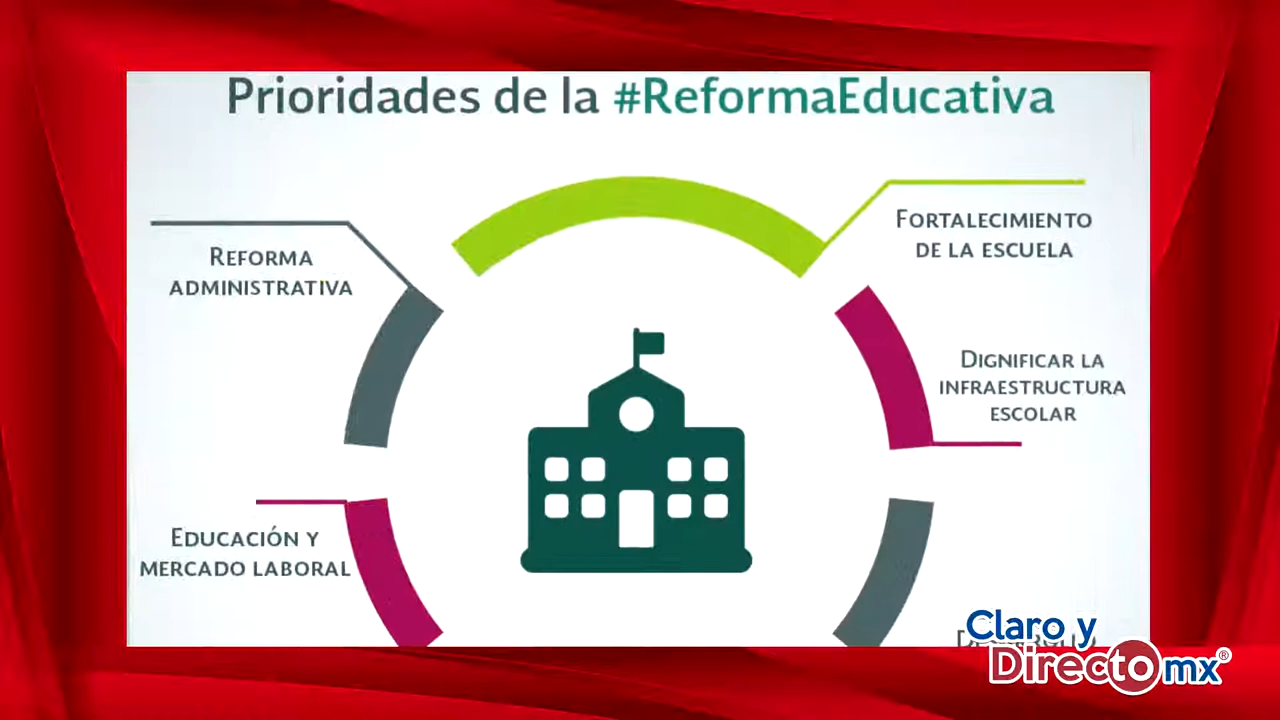 Prioridades de la #ReformaEducativa
FORTALECIMIENTO
DE LA ESCUELA
REFORMA
ADMINISTRATIVA
DIGNIFICAR LA
INFRAESTRUCTURA
ESCOLAR
EDUCACIÓN Y
MERCADO LABORAL
Claro y
Directo mx®